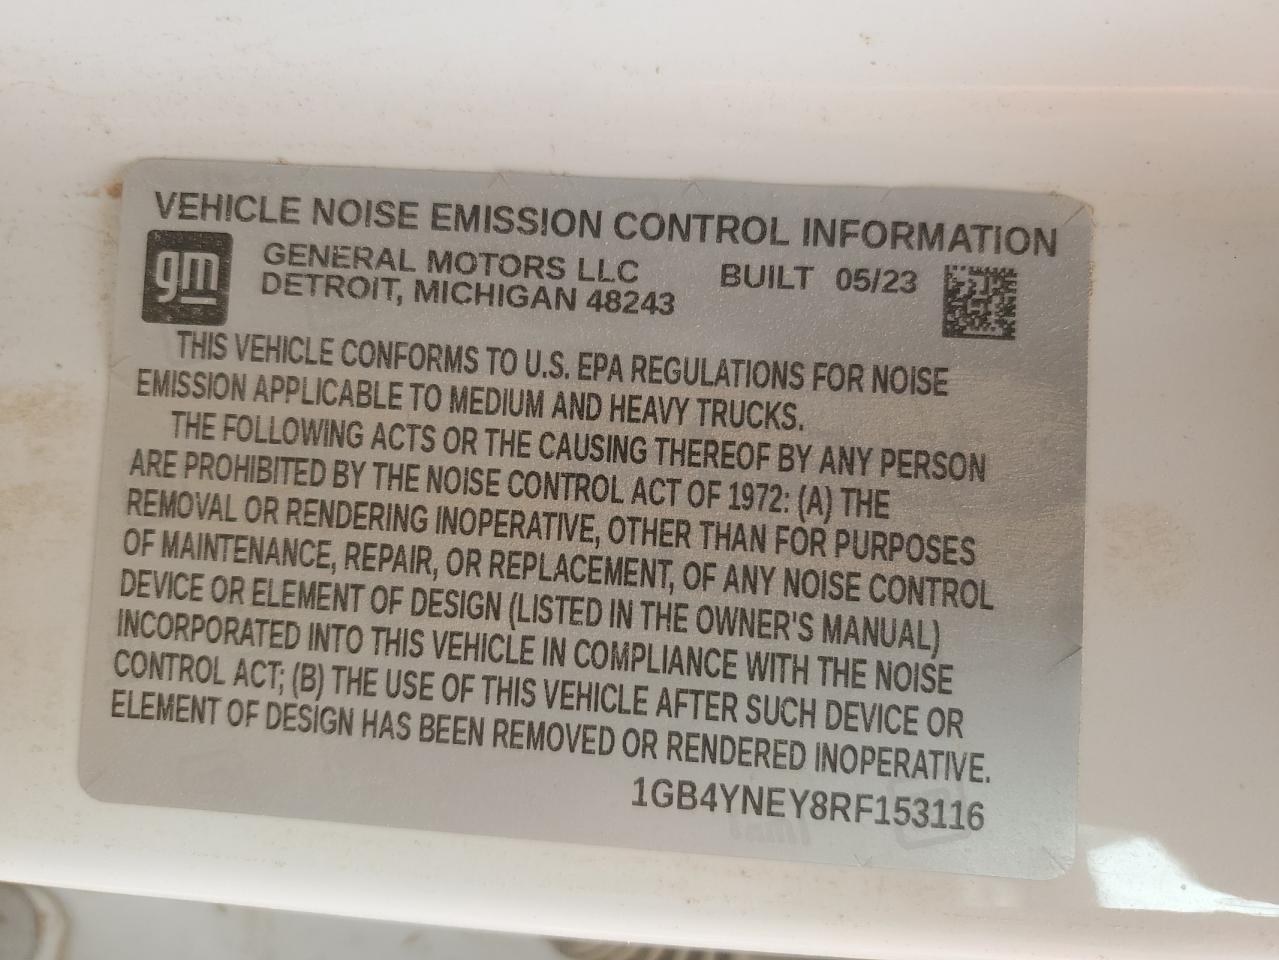 VEHICLE NOISE EMISSION CONTROL INFORMATION
gm
GENERAL MOTORS LLC BUILT 05/23
DETROIT, MICHIGAN 48243
THIS VEHICLE CONFORMS TO U.S. EPA REGULATIONS FOR NOISE
EMISSION APPLICABLE TO MEDIUM AND HEAVY TRUCKS.
THE FOLLOWING ACTS OR THE CAUSING THEREOF BY ANY PERSON
ARE PROHIBITED BY THE NOISE CONTROL ACT OF 1972: (A) THE
REMOVAL OR RENDERING INOPERATIVE, OTHER THAN FOR PURPOSES
OF MAINTENANCE, REPAIR, OR REPLACEMENT, OF ANY NOISE CONTROL
DEVICE OR ELEMENT OF DESIGN (LISTED IN THE OWNER'S MANUAL)
INCORPORATED INTO THIS VEHICLE IN COMPLIANCE WITH THE NOISE
CONTROL ACT; (B) THE USE OF THIS VEHICLE AFTER SUCH DEVICE OR
ELEMENT OF DESIGN HAS BEEN REMOVED OR RENDERED INOPERATIVE.
1GB4YNEY8RF153116